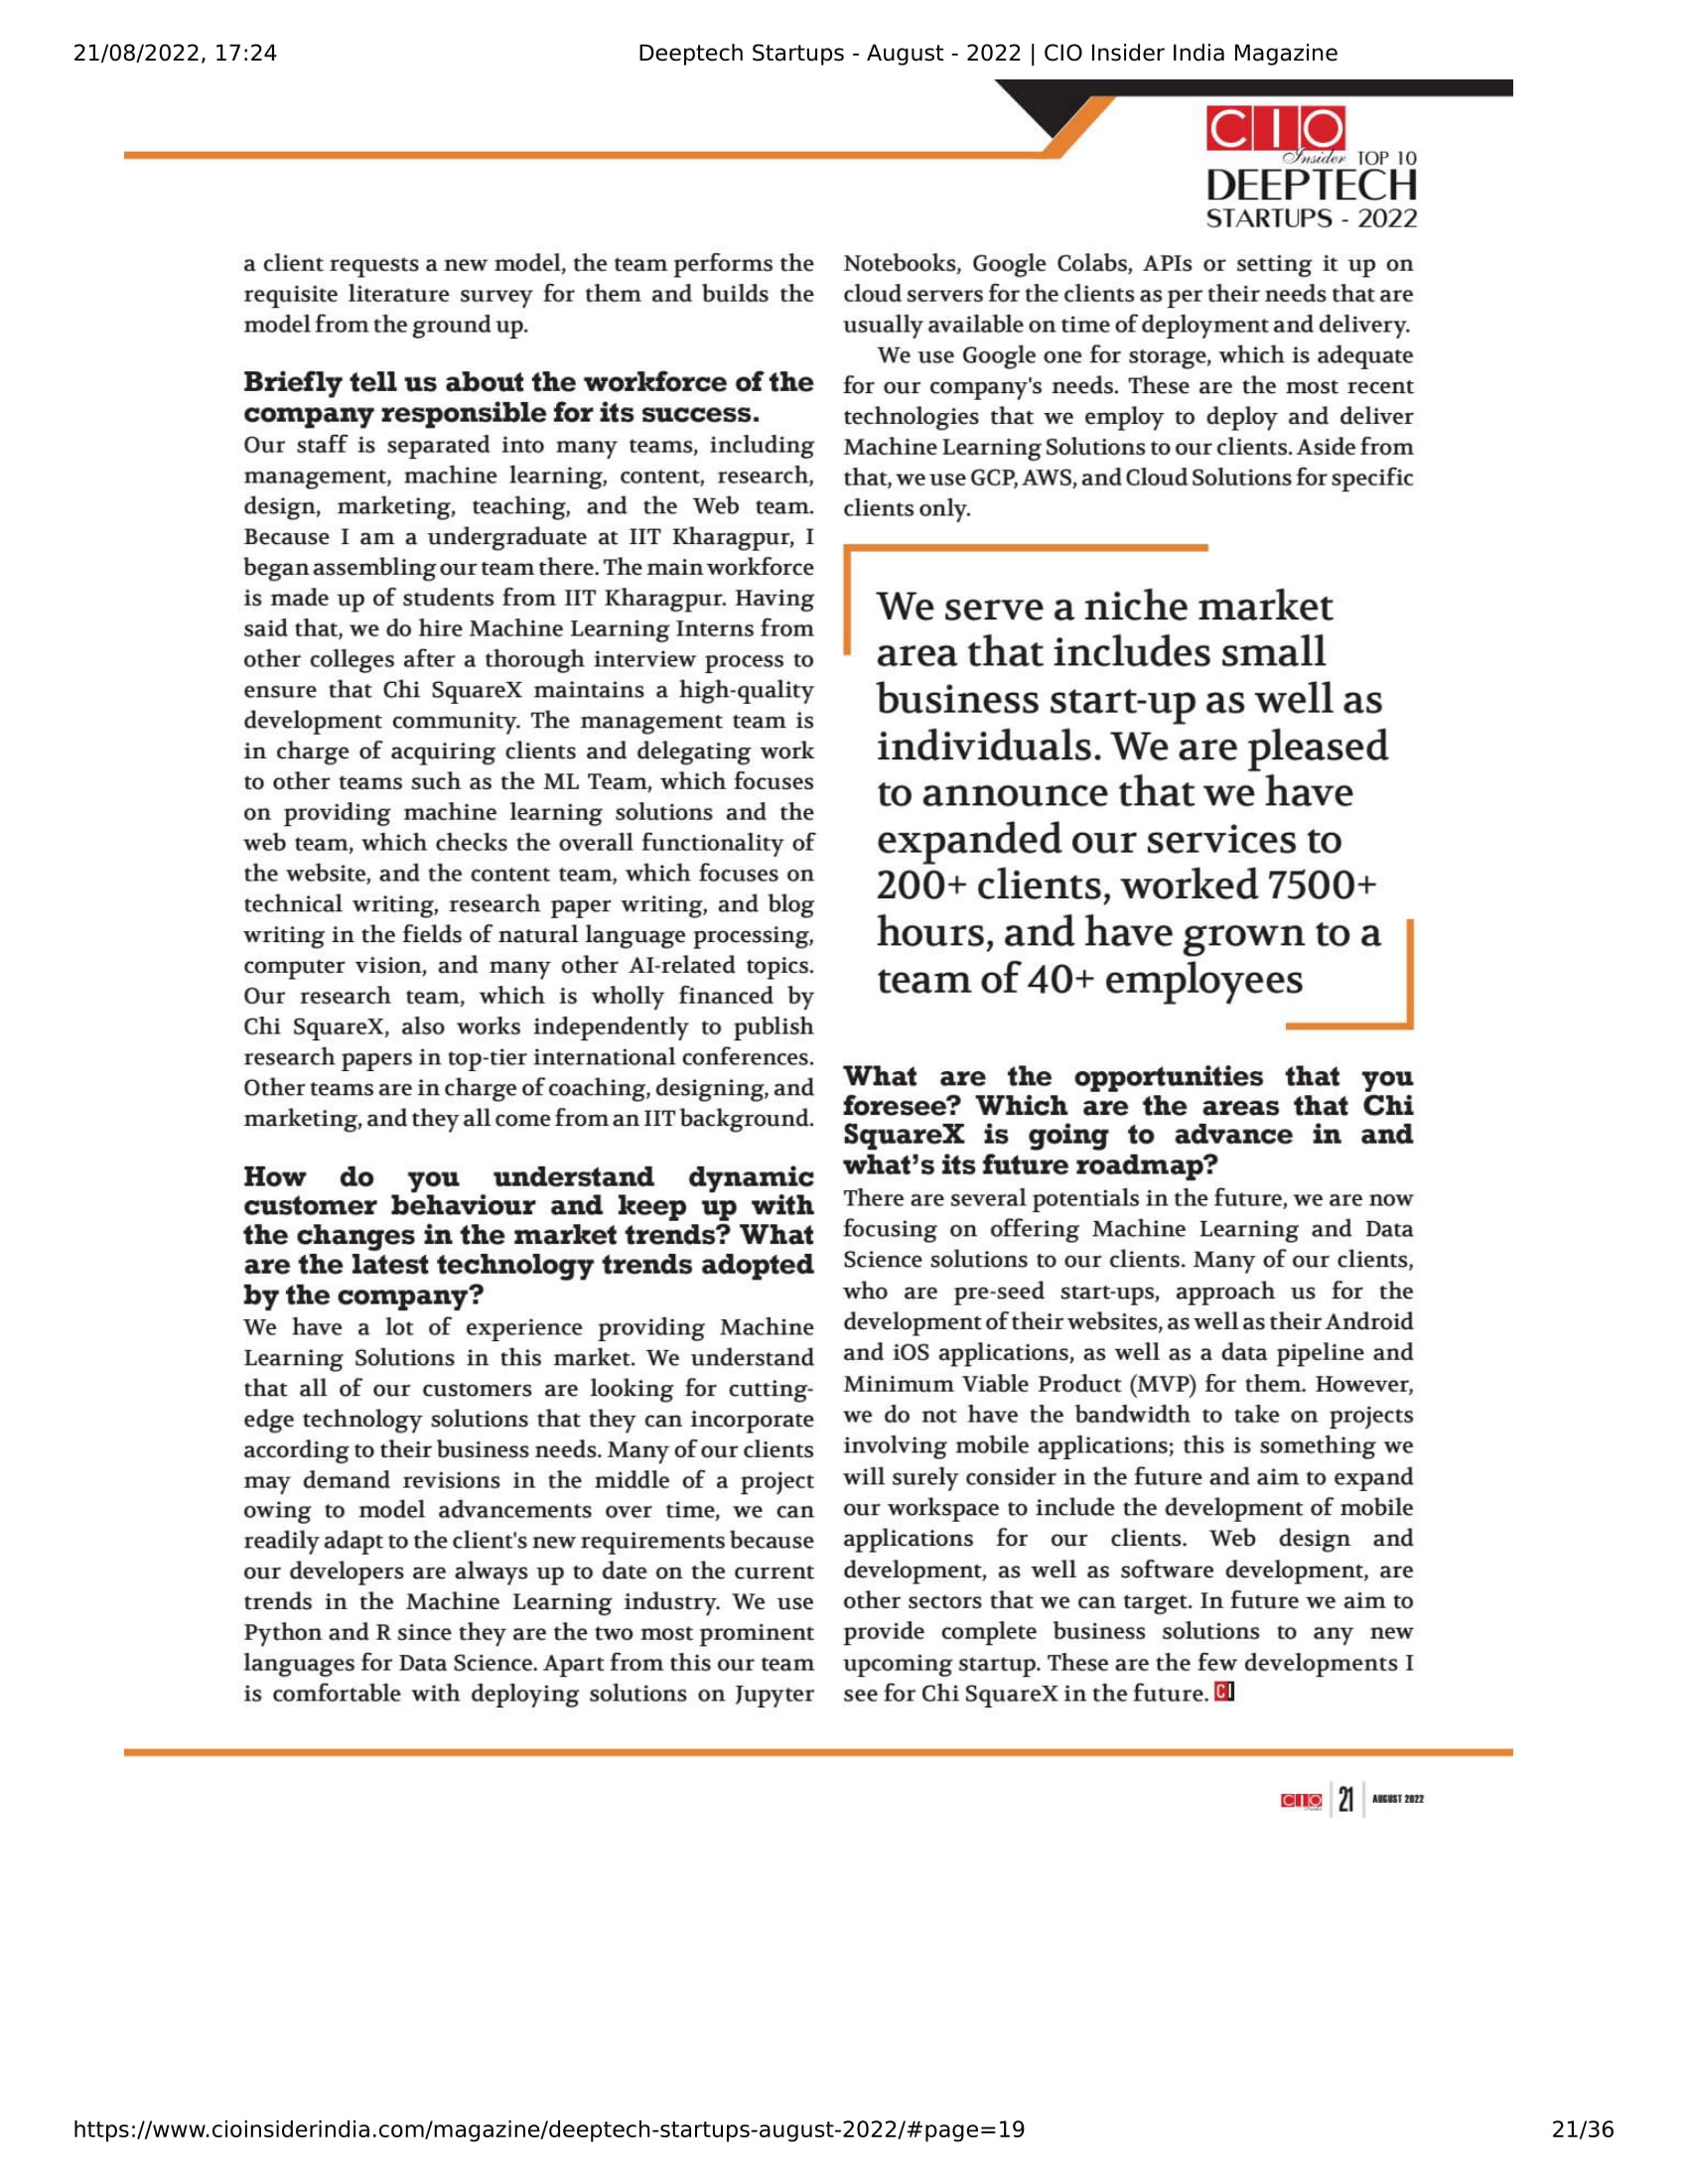 21/08/2022, 17:24
Deeptech Startups - August - 2022 | CIO Insider India Magazine
CIO
Insider TOP 10
DEEPTECH
STARTUPS - 2022
a client requests a new model, the team performs the
requisite literature survey for them and builds the
model from the ground up.
Briefly tell us about the workforce of the
company responsible for its success.
Our staff is separated into many teams, including
management, machine learning, content, research,
design, marketing, teaching, and the Web team.
Because I am a undergraduate at IIT Kharagpur, I
began assembling our team there. The main workforce
is made up of students from IIT Kharagpur. Having
said that, we do hire Machine Learning Interns from
other colleges after a thorough interview process to
ensure that Chi SquareX maintains a high-quality
development community. The management team is
in charge of acquiring clients and delegating work
to other teams such as the ML Team, which focuses
on providing machine learning solutions and the
web team, which checks the overall functionality of
the website, and the content team, which focuses on
technical writing, research paper writing, and blog
writing in the fields of natural language processing,
computer vision, and many other AI-related topics.
Our research team, which is wholly financed by
Chi SquareX, also works independently to publish
research papers in top-tier international conferences.
Other teams are in charge of coaching, designing, and
marketing, and they all come from an IIT background.
How do you understand dynamic
customer behaviour and keep up with
the changes in the market trends? What
are the latest technology trends adopted
by the company?
We have a lot of experience providing Machine
Learning Solutions in this market. We understand
that all of our customers are looking for cutting-
edge technology solutions that they can incorporate
according to their business needs. Many of our clients
may demand revisions in the middle of a project
owing to model advancements over time, we can
readily adapt to the client's new requirements because
our developers are always up to date on the current
trends in the Machine Learning industry. We use
Python and R since they are the two most prominent
languages for Data Science. Apart from this our team
is comfortable with deploying solutions on Jupyter
Notebooks, Google Colabs, APIs or setting it up on
cloud servers for the clients as per their needs that are
usually available on time of deployment and delivery.
We use Google one for storage, which is adequate
for our company's needs. These are the most recent
technologies that we employ to deploy and deliver
Machine Learning Solutions to our clients. Aside from
that, we use GCP, AWS, and Cloud Solutions for specific
clients only.
We serve a niche market
area that includes small
business start-up as well as
individuals. We are pleased
to announce that we have
expanded our services to
200+ clients, worked 7500+
hours, and have grown to a
team of 40+ employees
What are the opportunities that you
foresee? Which are the areas that Chi
SquareX is going to advance in and
what's its future roadmap?
There are several potentials in the future, we are now
focusing on offering Machine Learning and Data
Science solutions to our clients. Many of our clients,
who are pre-seed start-ups, approach us for the
development of their websites, as well as their Android
and iOS applications, as well as a data pipeline and
Minimum Viable Product (MVP) for them. However,
we do not have the bandwidth to take on projects
involving mobile applications; this is something we
will surely consider in the future and aim to expand
our workspace to include the development of mobile
applications for our clients. Web design and
development, as well as software development, are
other sectors that we can target. In future we aim to
provide complete business solutions to any new
upcoming startup. These are the few developments I
see for Chi SquareX in the future. CI
CIO 21 AUGUST 2022
https://www.cioinsiderindia.com/magazine/deeptech-startups-august-2022/#page=19
21/36